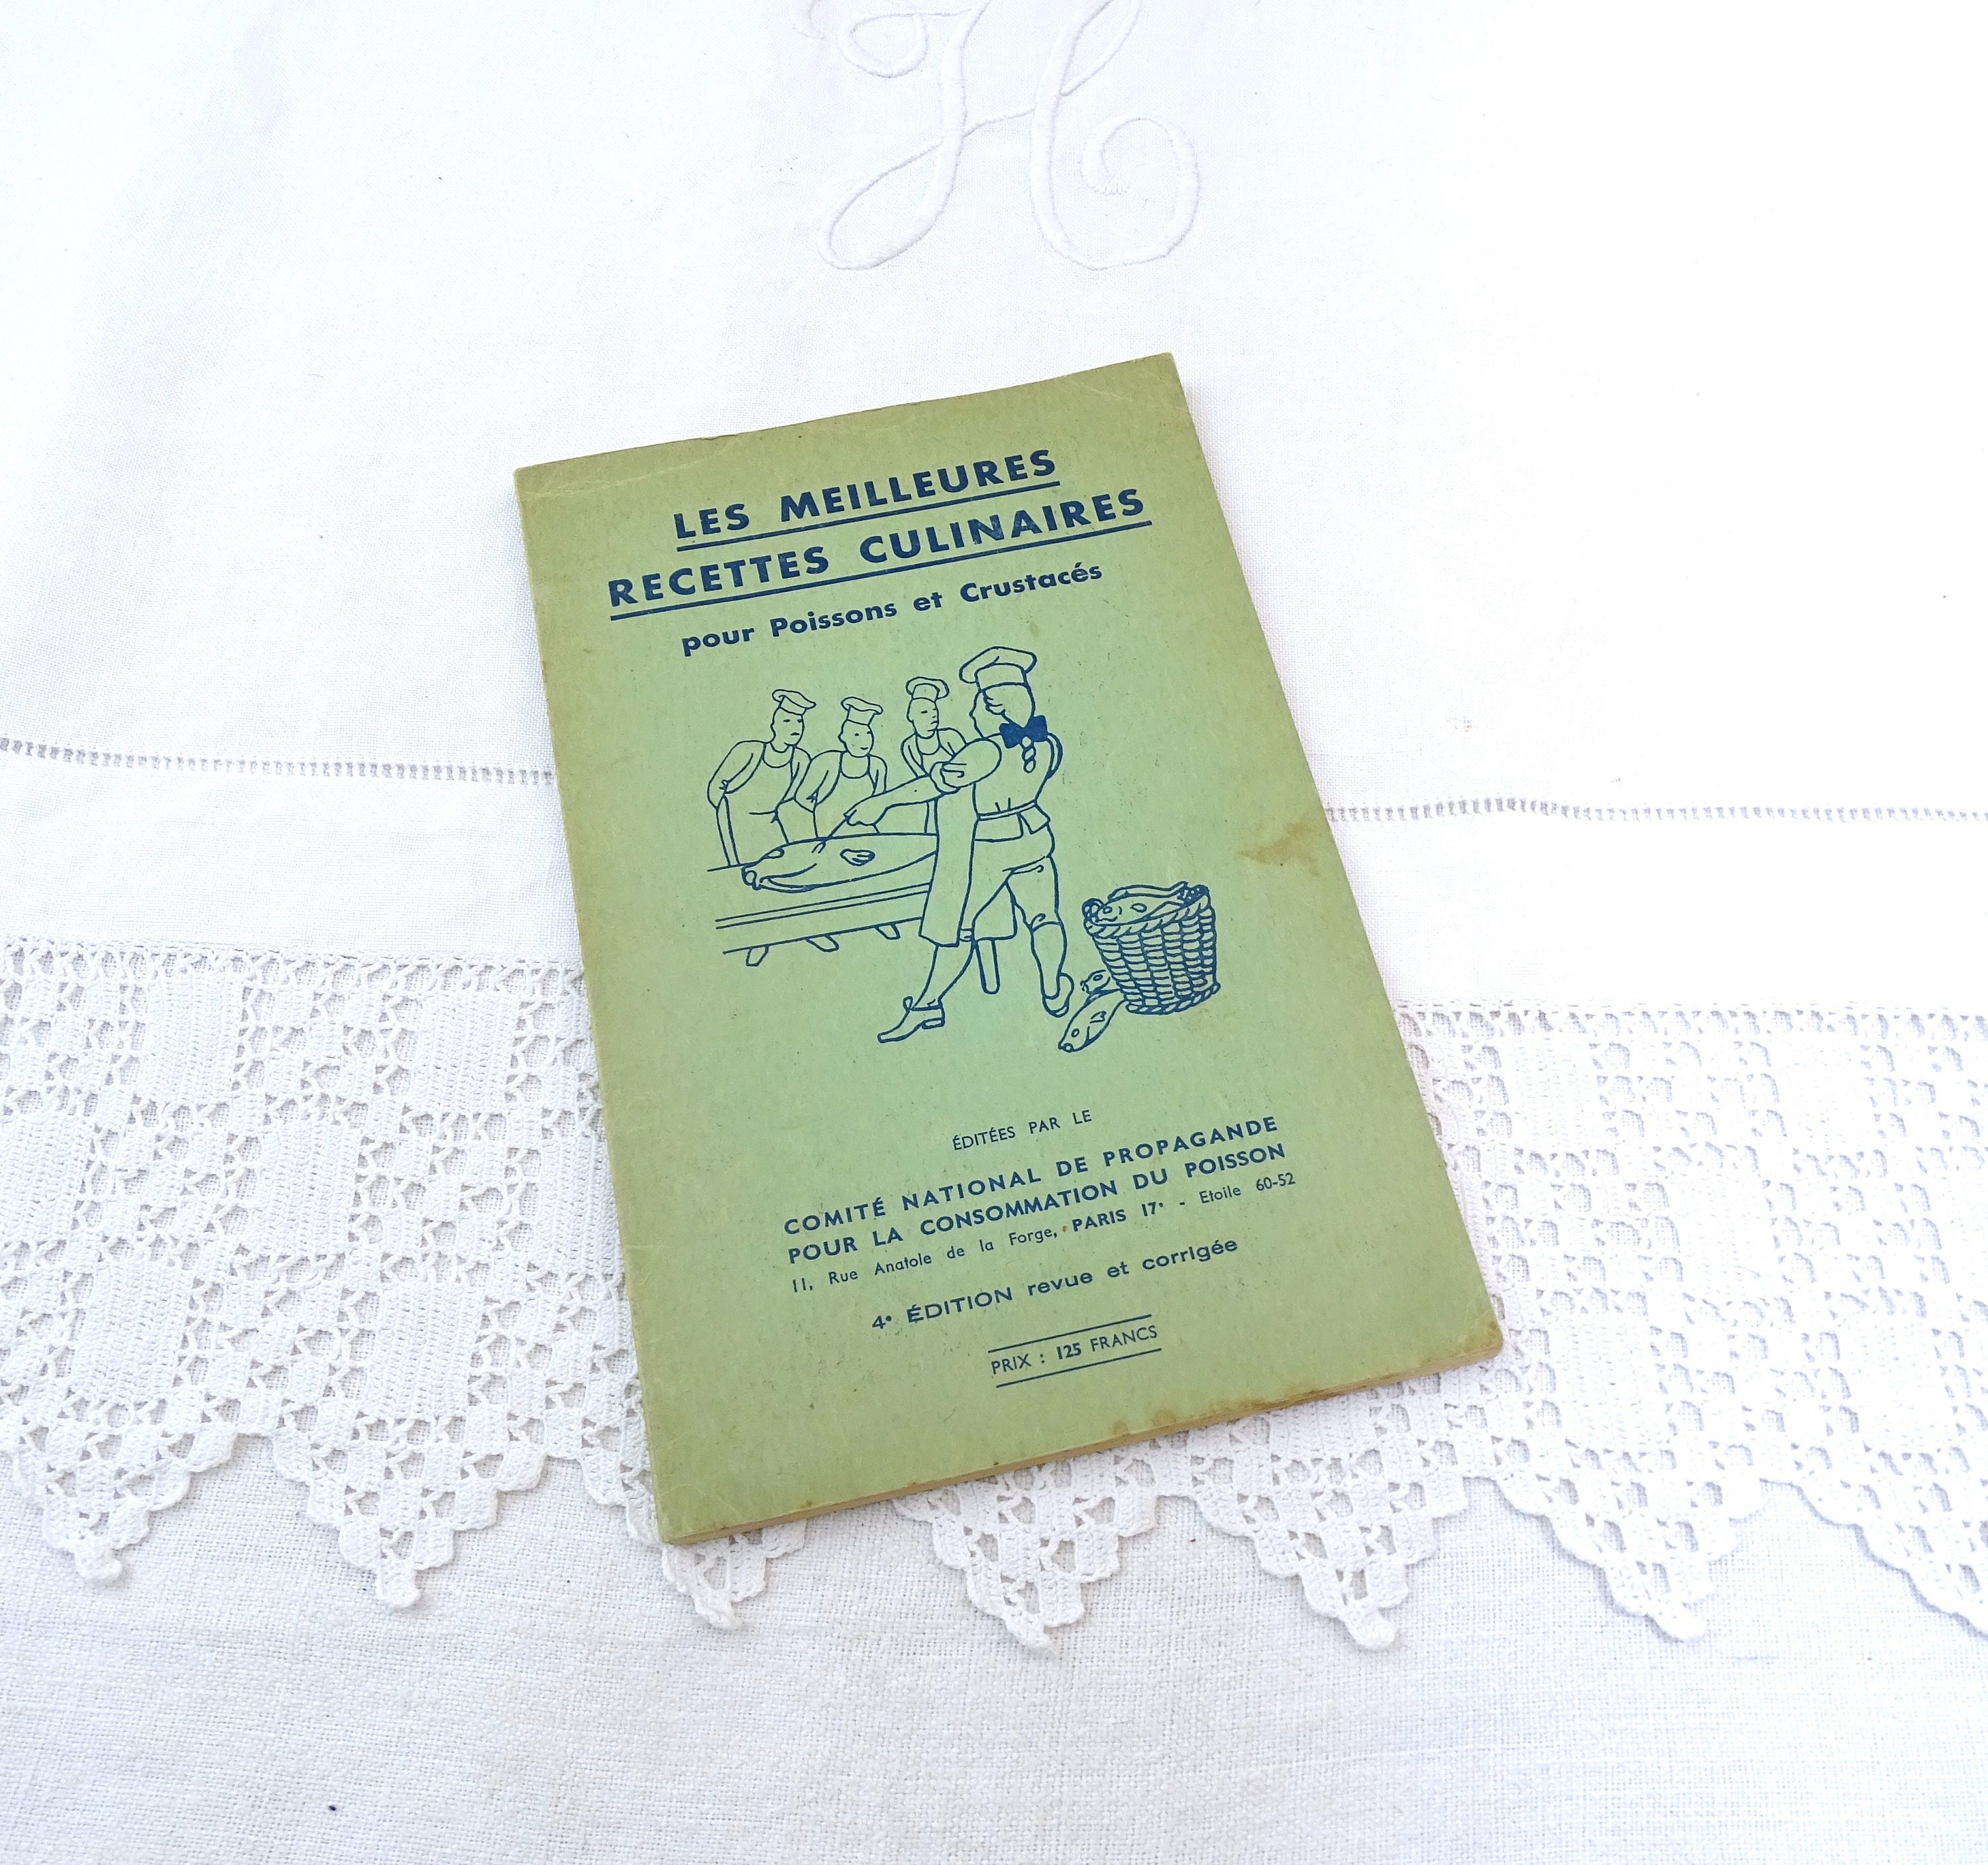 H
LES MEILLEURES
RECETTES CULINAIRES
pour Poissons et Crustacés
ÉDITÉES PAR LE
COMITÉ NATIONAL DE PROPAGANDE
POUR LA CONSOMMATION DU POISSON
11, Rue Anatole de la Forge, PARIS 17e - Etoile 60-52
4e ÉDITION revue et corrigée
PRIX : 125 FRANCS